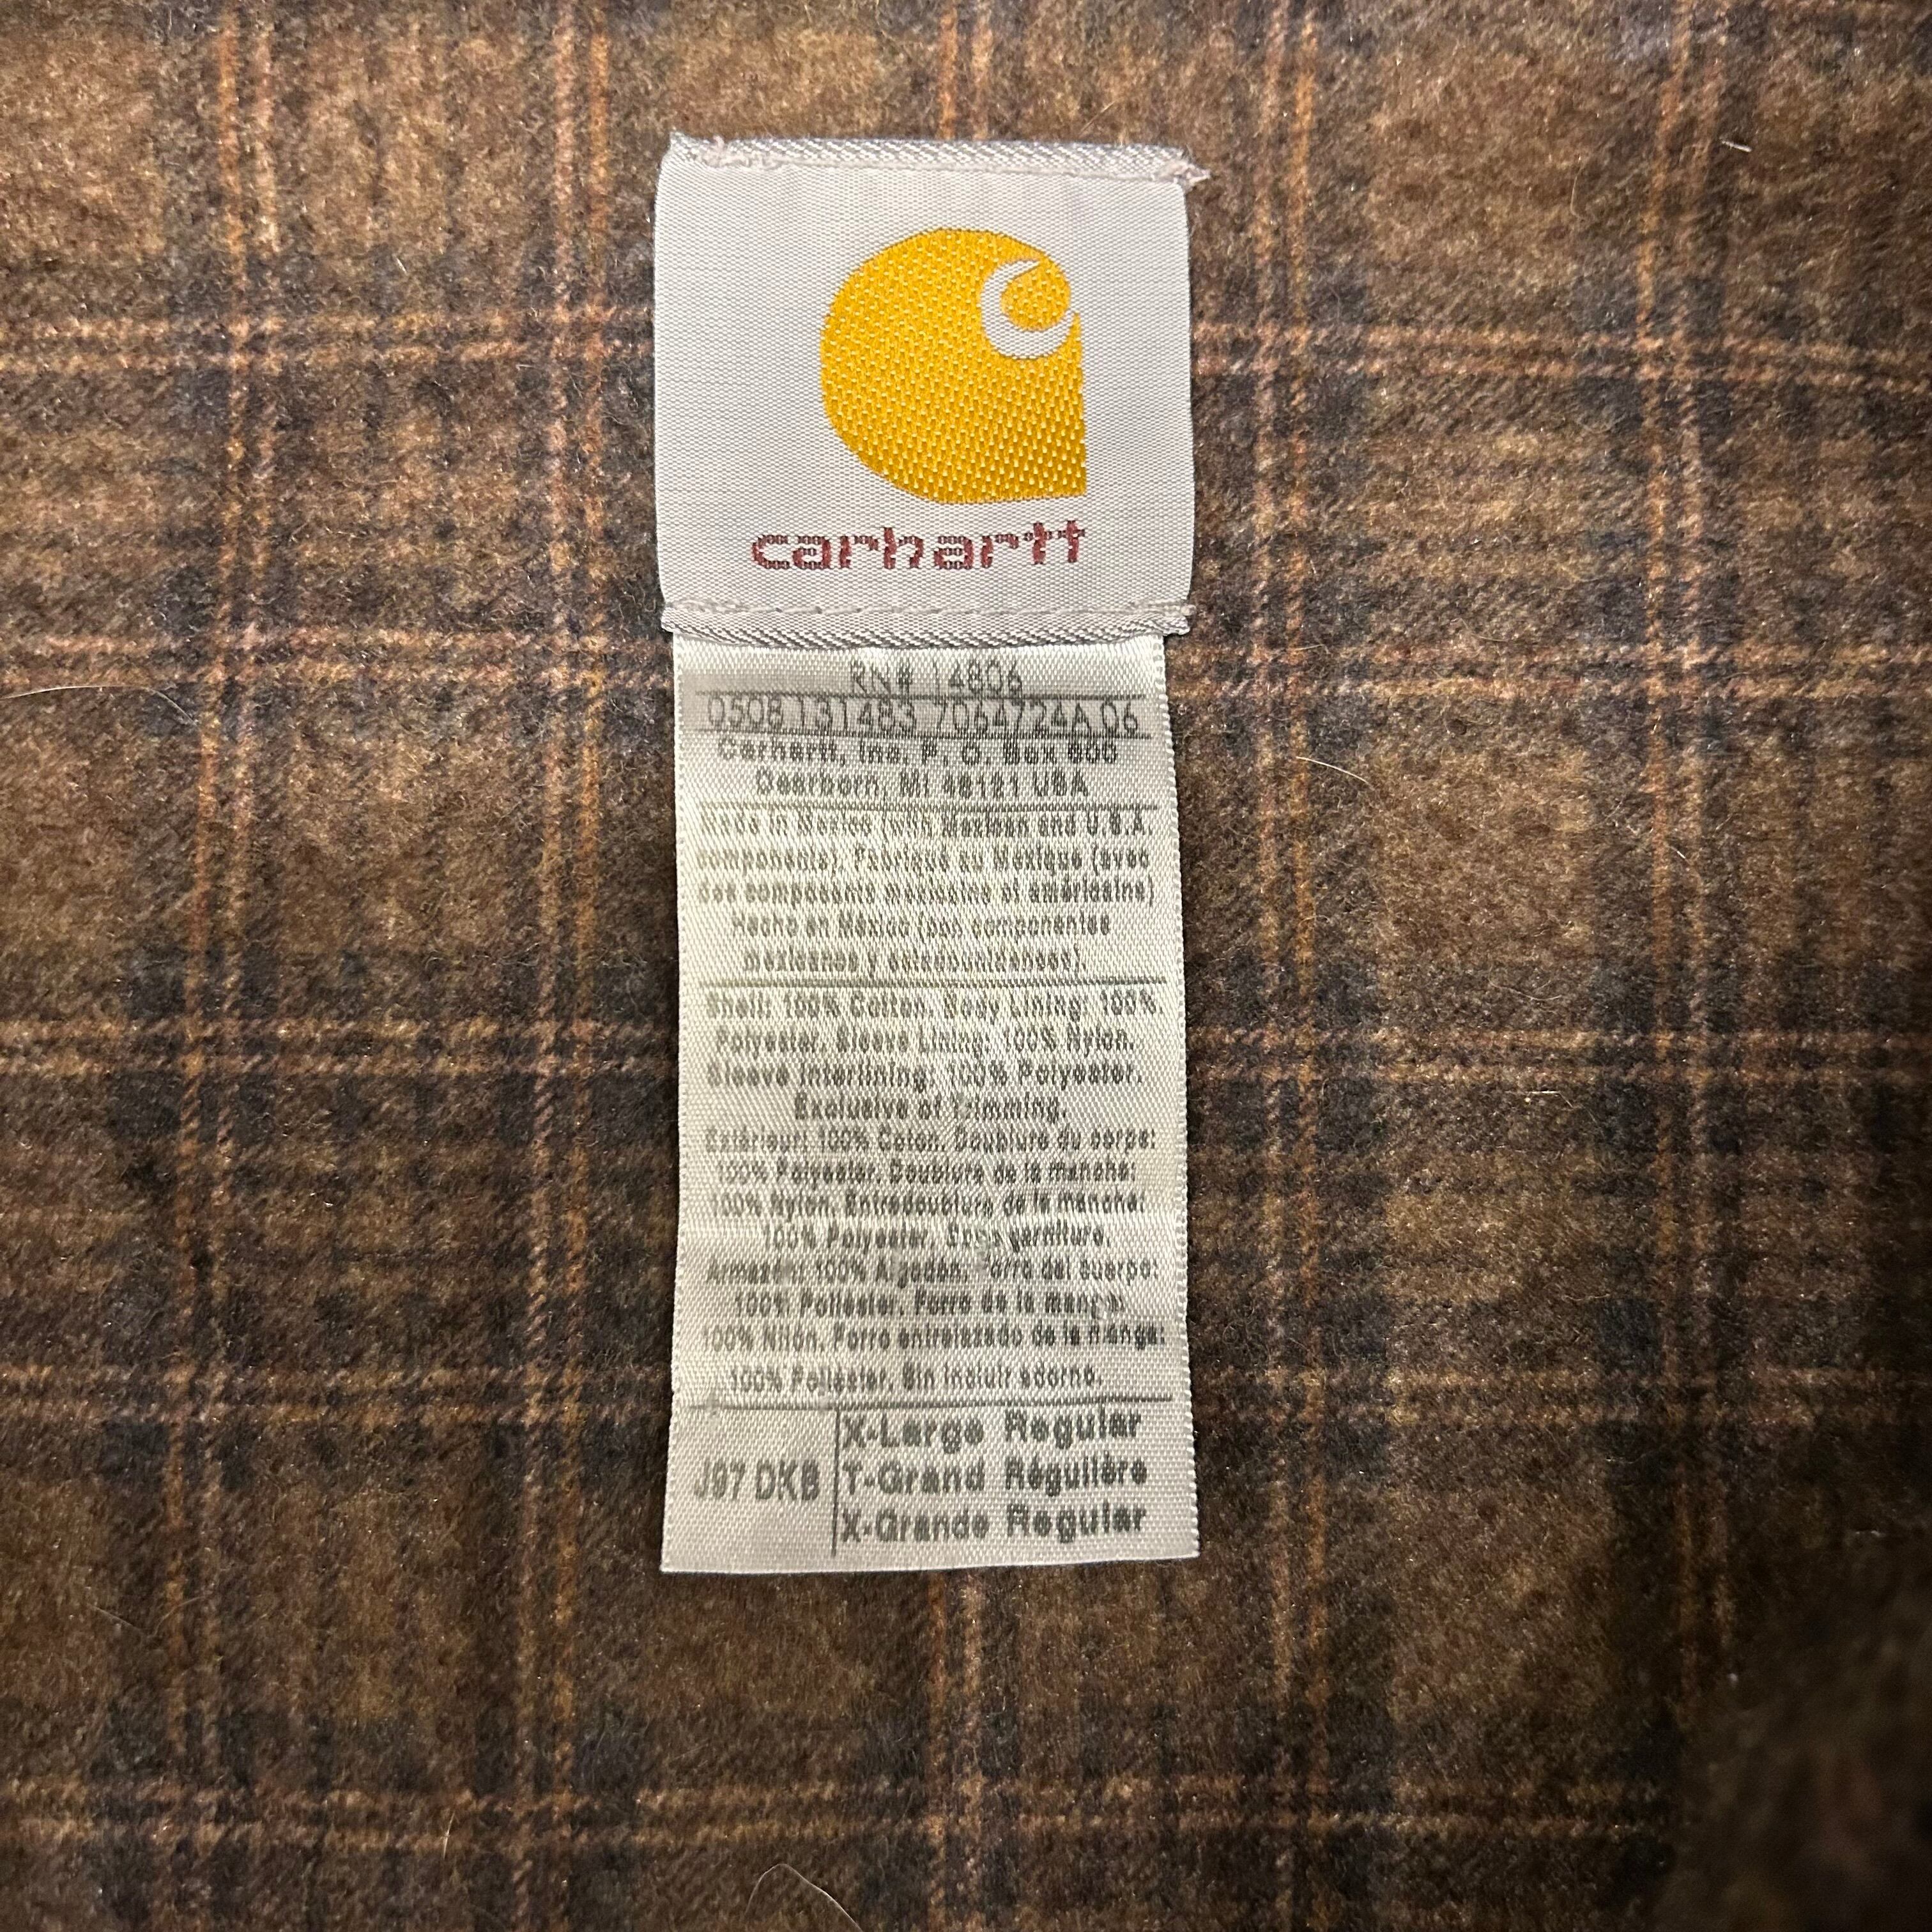 carhartt
RN# 14806
0508 131483 7064724A 06
Carhartt, Inc. P. O. Box 600
Dearborn, MI 48121 USA
Made in Mexico (with Mexican and U.S.A.
components). Fabriqué au Mexique (avec
des composants mexicains et américains)
Hecho en México (con componentes
mexicanos y estadounidenses).
Shell: 100% Cotton. Body Lining: 100%
Polyester. Sleeve Lining: 100% Nylon.
Sleeve Interlining: 100% Polyester.
Exclusive of Trimming.
Extérieur: 100% Coton. Doublure du corps:
100% Polyester. Doublure de la manche:
100% Nylon. Entredoublure de la manche:
100% Polyester. Sans garniture.
Armazón: 100% Algodón. Forro del cuerpo:
100% Poliéster. Forro de la manga:
100% Nilón. Forro entrelazado de la manga:
100% Poliéster. Sin incluir adorno.
J97 DKB
X-Large Regular
T-Grand Régulière
X-Grande Regular